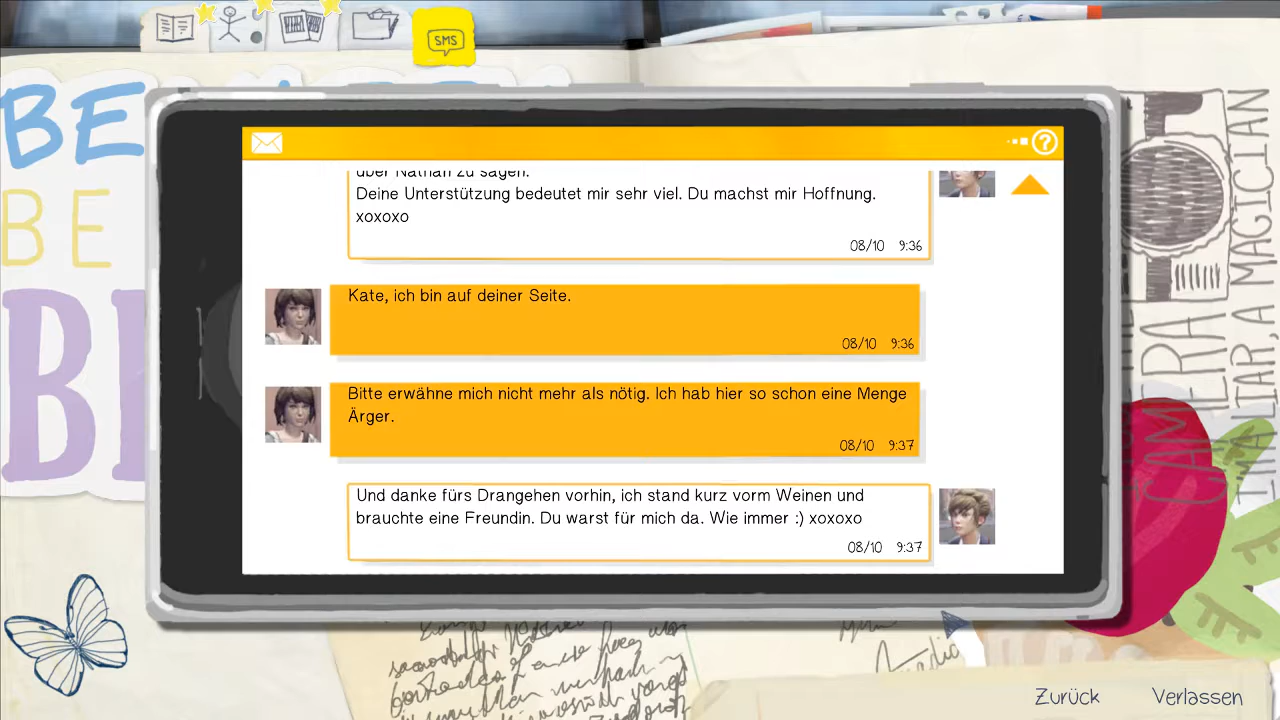 SMS
BE
BE
BE
über Nathan zu sagen.
Deine Unterstützung bedeutet mir sehr viel. Du machst mir Hoffnung.
xoxoxo
08/10 9:36
Kate, ich bin auf deiner Seite.
08/10 9:36
Bitte erwähne mich nicht mehr als nötig. Ich hab hier so schon eine Menge
Ärger.
08/10 9:37
Und danke fürs Drangehen vorhin, ich stand kurz vorm Weinen und
brauchte eine Freundin. Du warst für mich da. Wie immer :) xoxoxo
08/10 9:37
?
CAMERA
MAGICIAN
Zurück
Verlassen